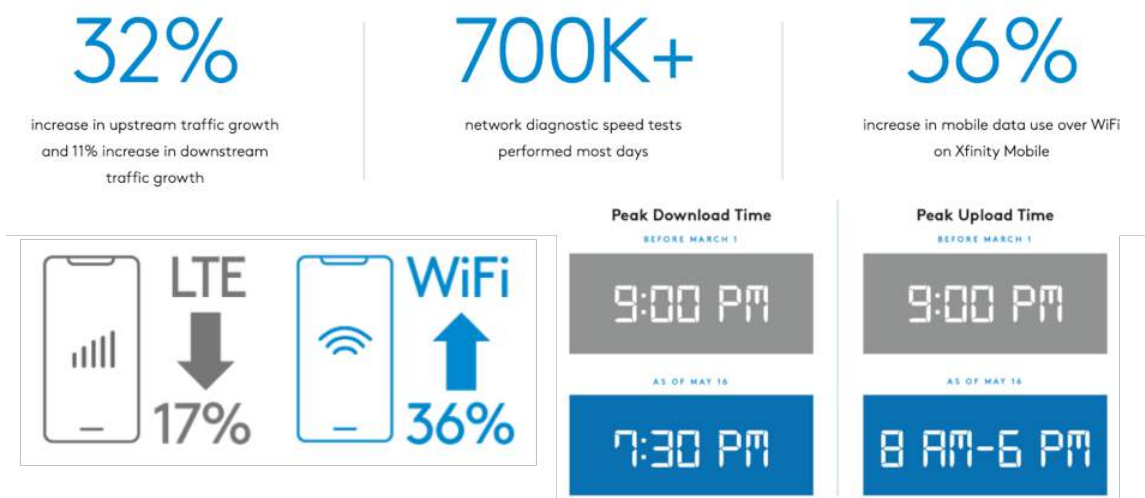 32%
increase in upstream traffic growth
and 11% increase in downstream
traffic growth
700K+
network diagnostic speed tests
performed most days
36%
increase in mobile data use over WiFi
on Xfinity Mobile
LTE
17%
WiFi
36%
Peak Download Time
BEFORE MARCH 1
9:00 PM
AS OF MAY 16
7:30 PM
Peak Upload Time
BEFORE MARCH 1
9:00 PM
AS OF MAY 16
8 AM-6 PM